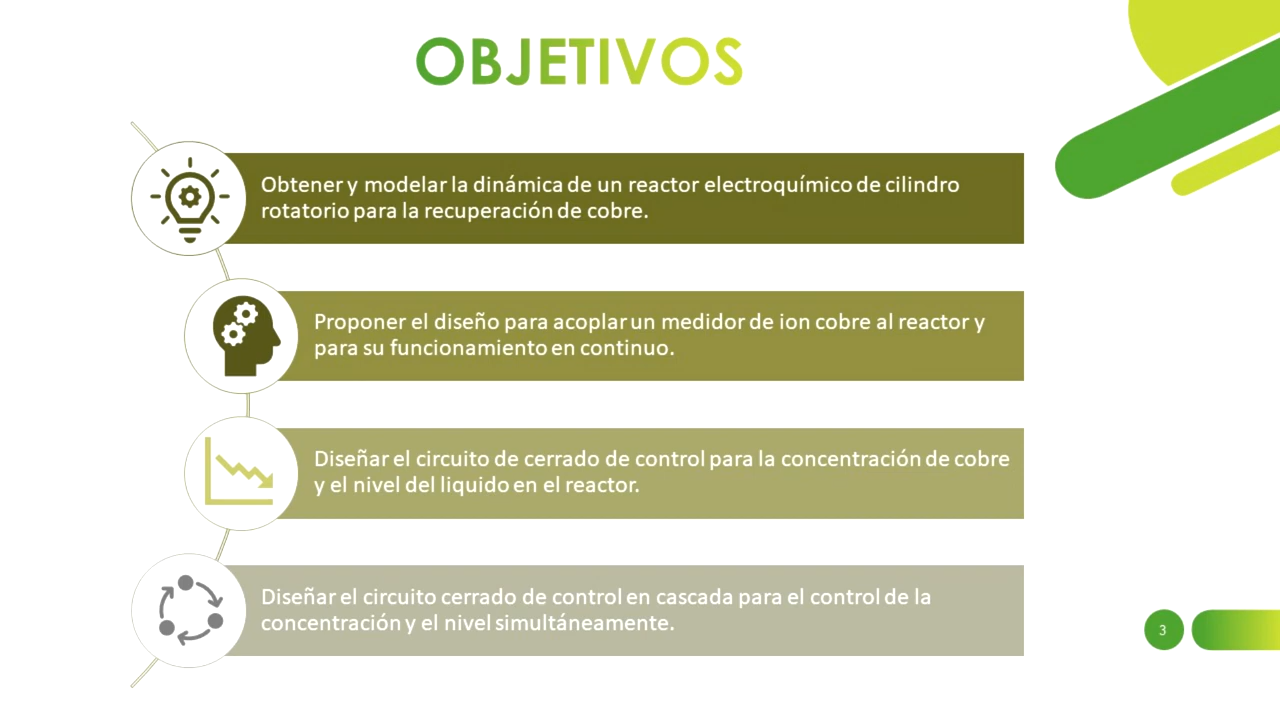 OBJETIVOS
Obtener y modelar la dinámica de un reactor electroquímico de cilindro
rotatorio para la recuperación de cobre.
Proponer el diseño para acoplar un medidor de ion cobre al reactor y
para su funcionamiento en continuo.
Diseñar el circuito de cerrado de control para la concentración de cobre
y el nivel del liquido en el reactor.
Diseñar el circuito cerrado de control en cascada para el control de la
concentración y el nivel simultáneamente.
3